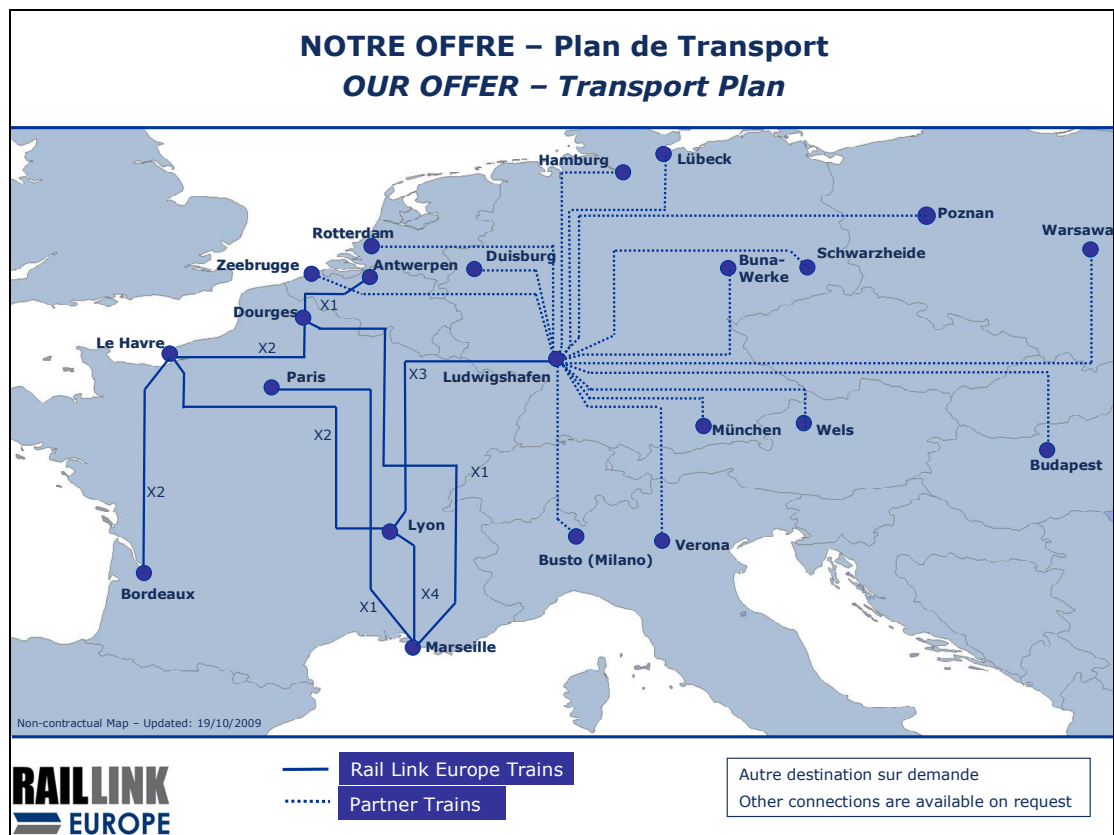 NOTRE OFFRE – Plan de Transport
OUR OFFER – Transport Plan
Hamburg
Lübeck
Poznan
Warsawa
Rotterdam
Zeebrugge
Antwerpen
Duisburg
Buna-
Werke
Schwarzheide
X1
Dourges
Le Havre
X2
Paris
X3
Ludwigshafen
X2
München
Wels
Budapest
X1
X2
Lyon
Busto (Milano)
Verona
Bordeaux
X1
X4
Marseille
Non-contractual Map – Updated: 19/10/2009
RAILLINK
EUROPE
Rail Link Europe Trains
Partner Trains
Autre destination sur demande
Other connections are available on request